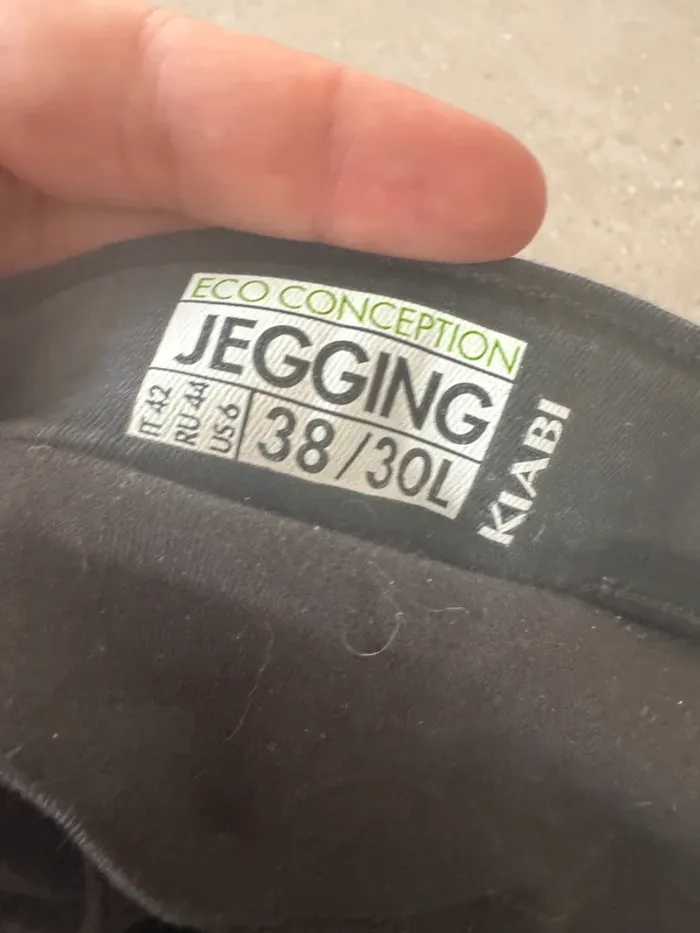 ECO CONCEPTION
JEGGING
IT 42
RU 44
US 6
38 / 30L
KIABI